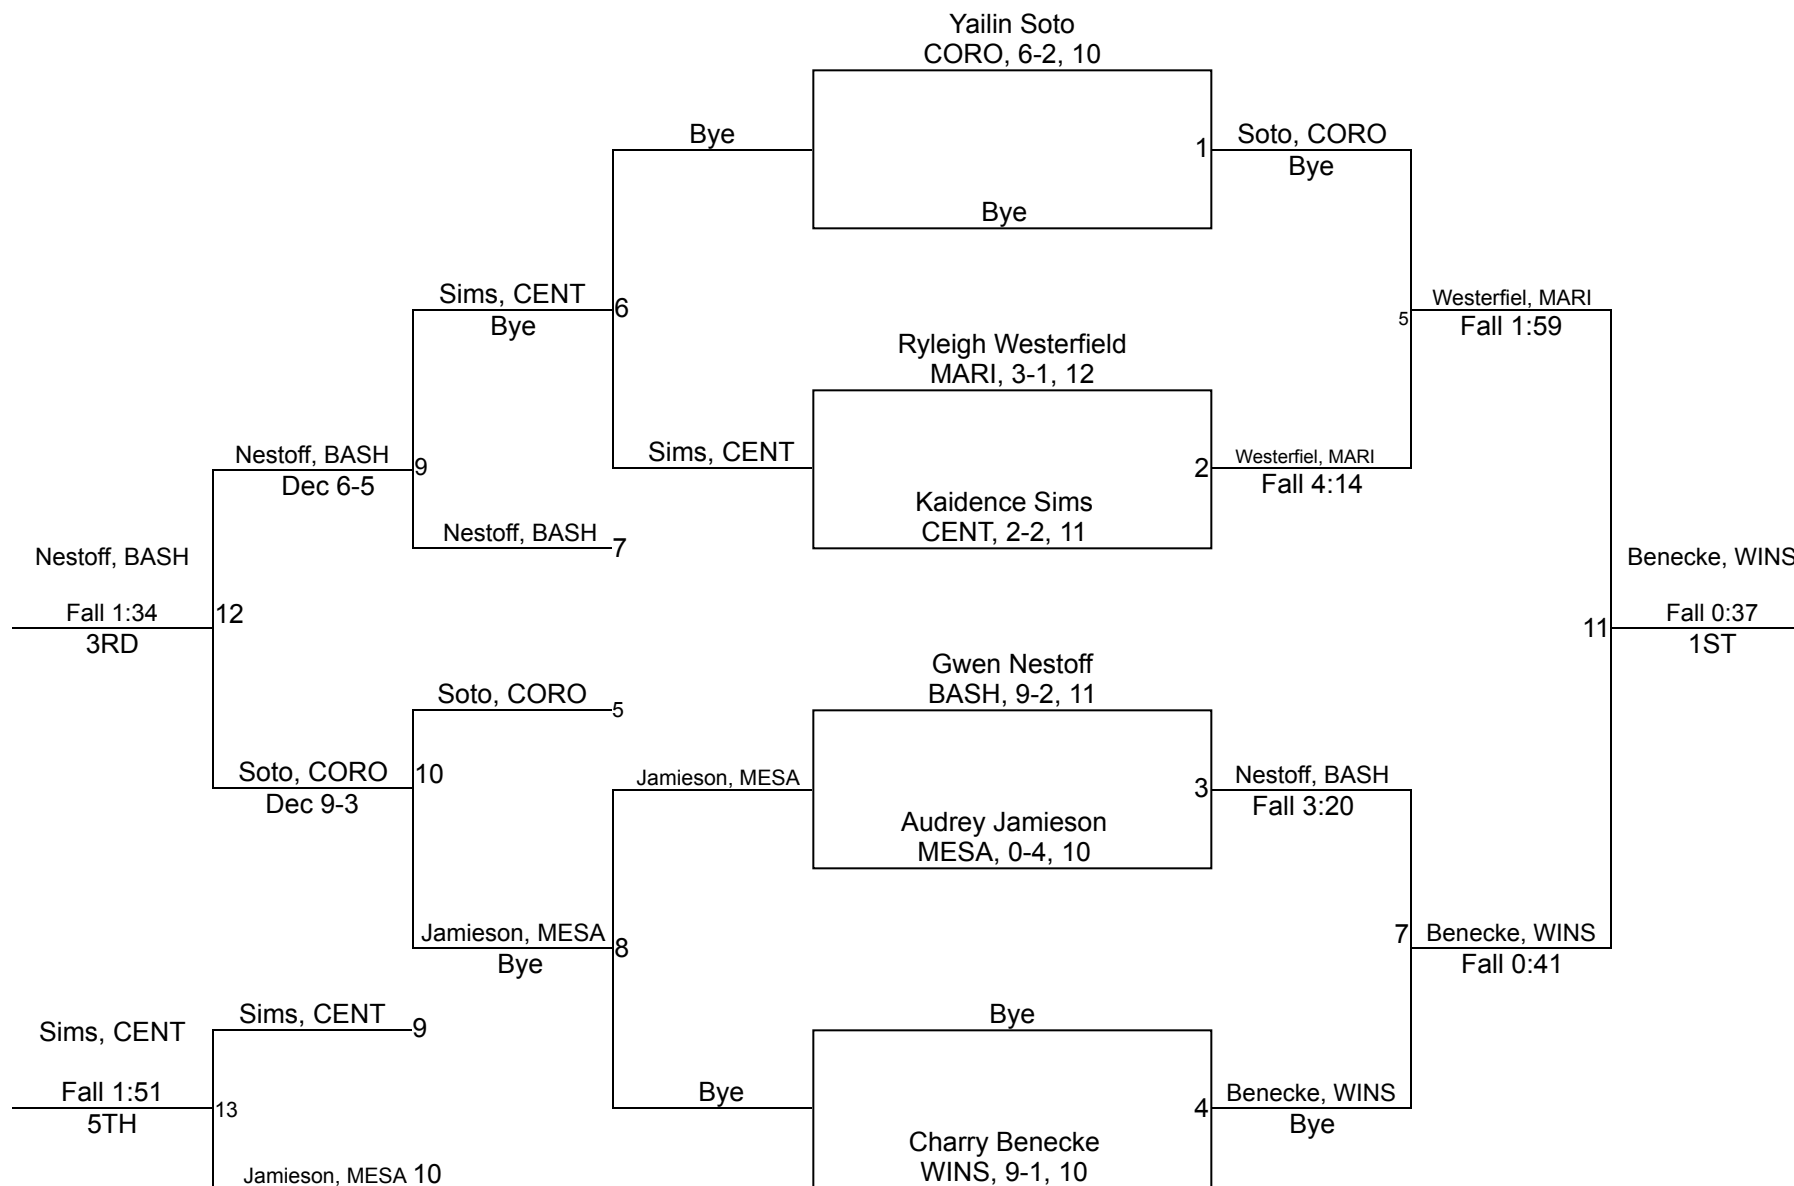 Yailin Soto
CORO, 6-2, 10
Bye
1
Soto, CORO
Bye
Bye
Sims, CENT
Bye
6
Westerfiel, MARI
5
Fall 1:59
Ryleigh Westerfield
MARI, 3-1, 12
Nestoff, BASH
Dec 6-5
9
Sims, CENT
2
Westerfiel, MARI
Fall 4:14
Kaidence Sims
CENT, 2-2, 11
Nestoff, BASH
7
Nestoff, BASH
Fall 1:34
3RD
12
Benecke, WINS
11
Fall 0:37
1ST
Gwen Nestoff
BASH, 9-2, 11
Soto, CORO
5
Soto, CORO
Dec 9-3
10
Jamieson, MESA
3
Nestoff, BASH
Fall 3:20
Audrey Jamieson
MESA, 0-4, 10
Jamieson, MESA
Bye
8
7
Benecke, WINS
Fall 0:41
Sims, CENT
9
Bye
Sims, CENT
Fall 1:51
5TH
13
Bye
4
Benecke, WINS
Bye
Charry Benecke
WINS, 9-1, 10
Jamieson, MESA
10